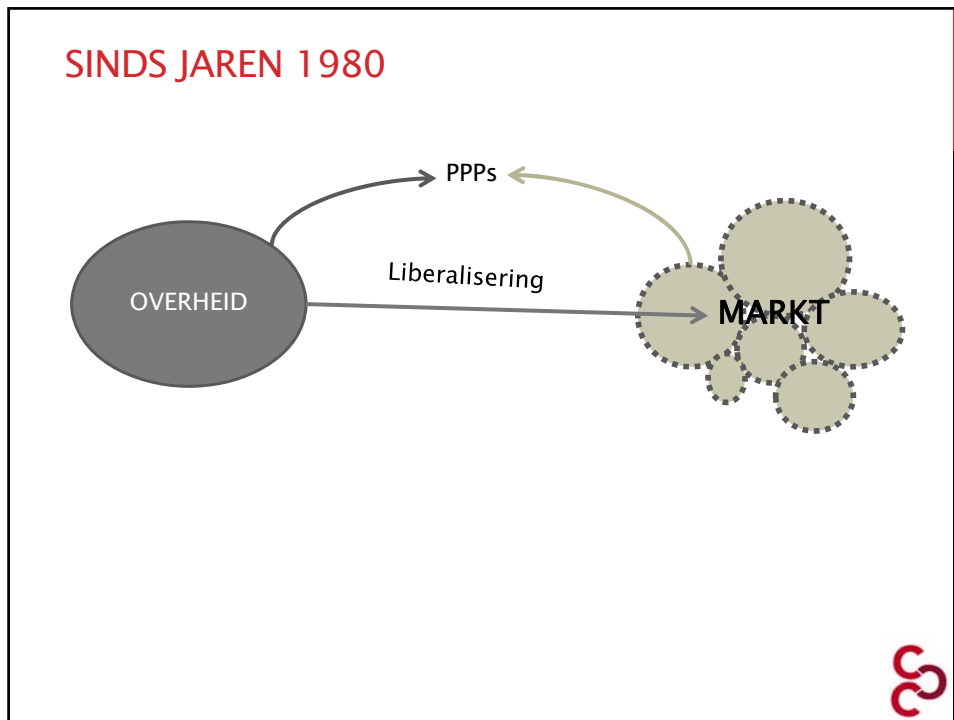 SINDS JAREN 1980
PPPs
Liberalisering
OVERHEID
MARKT